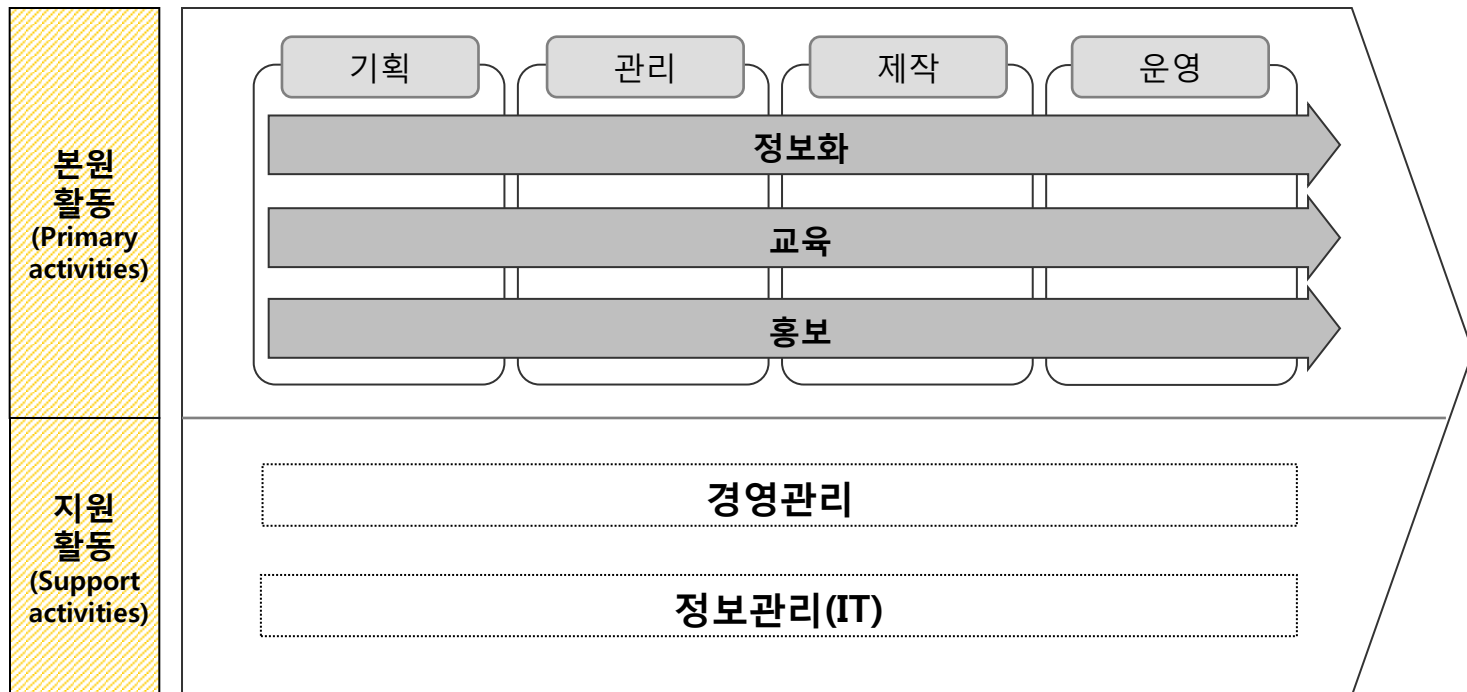 본원
활동
(Primary
activities)
기획
관리
제작
운영
정보화
교육
홍보
지원
활동
(Support
activities)
경영관리
정보관리(IT)